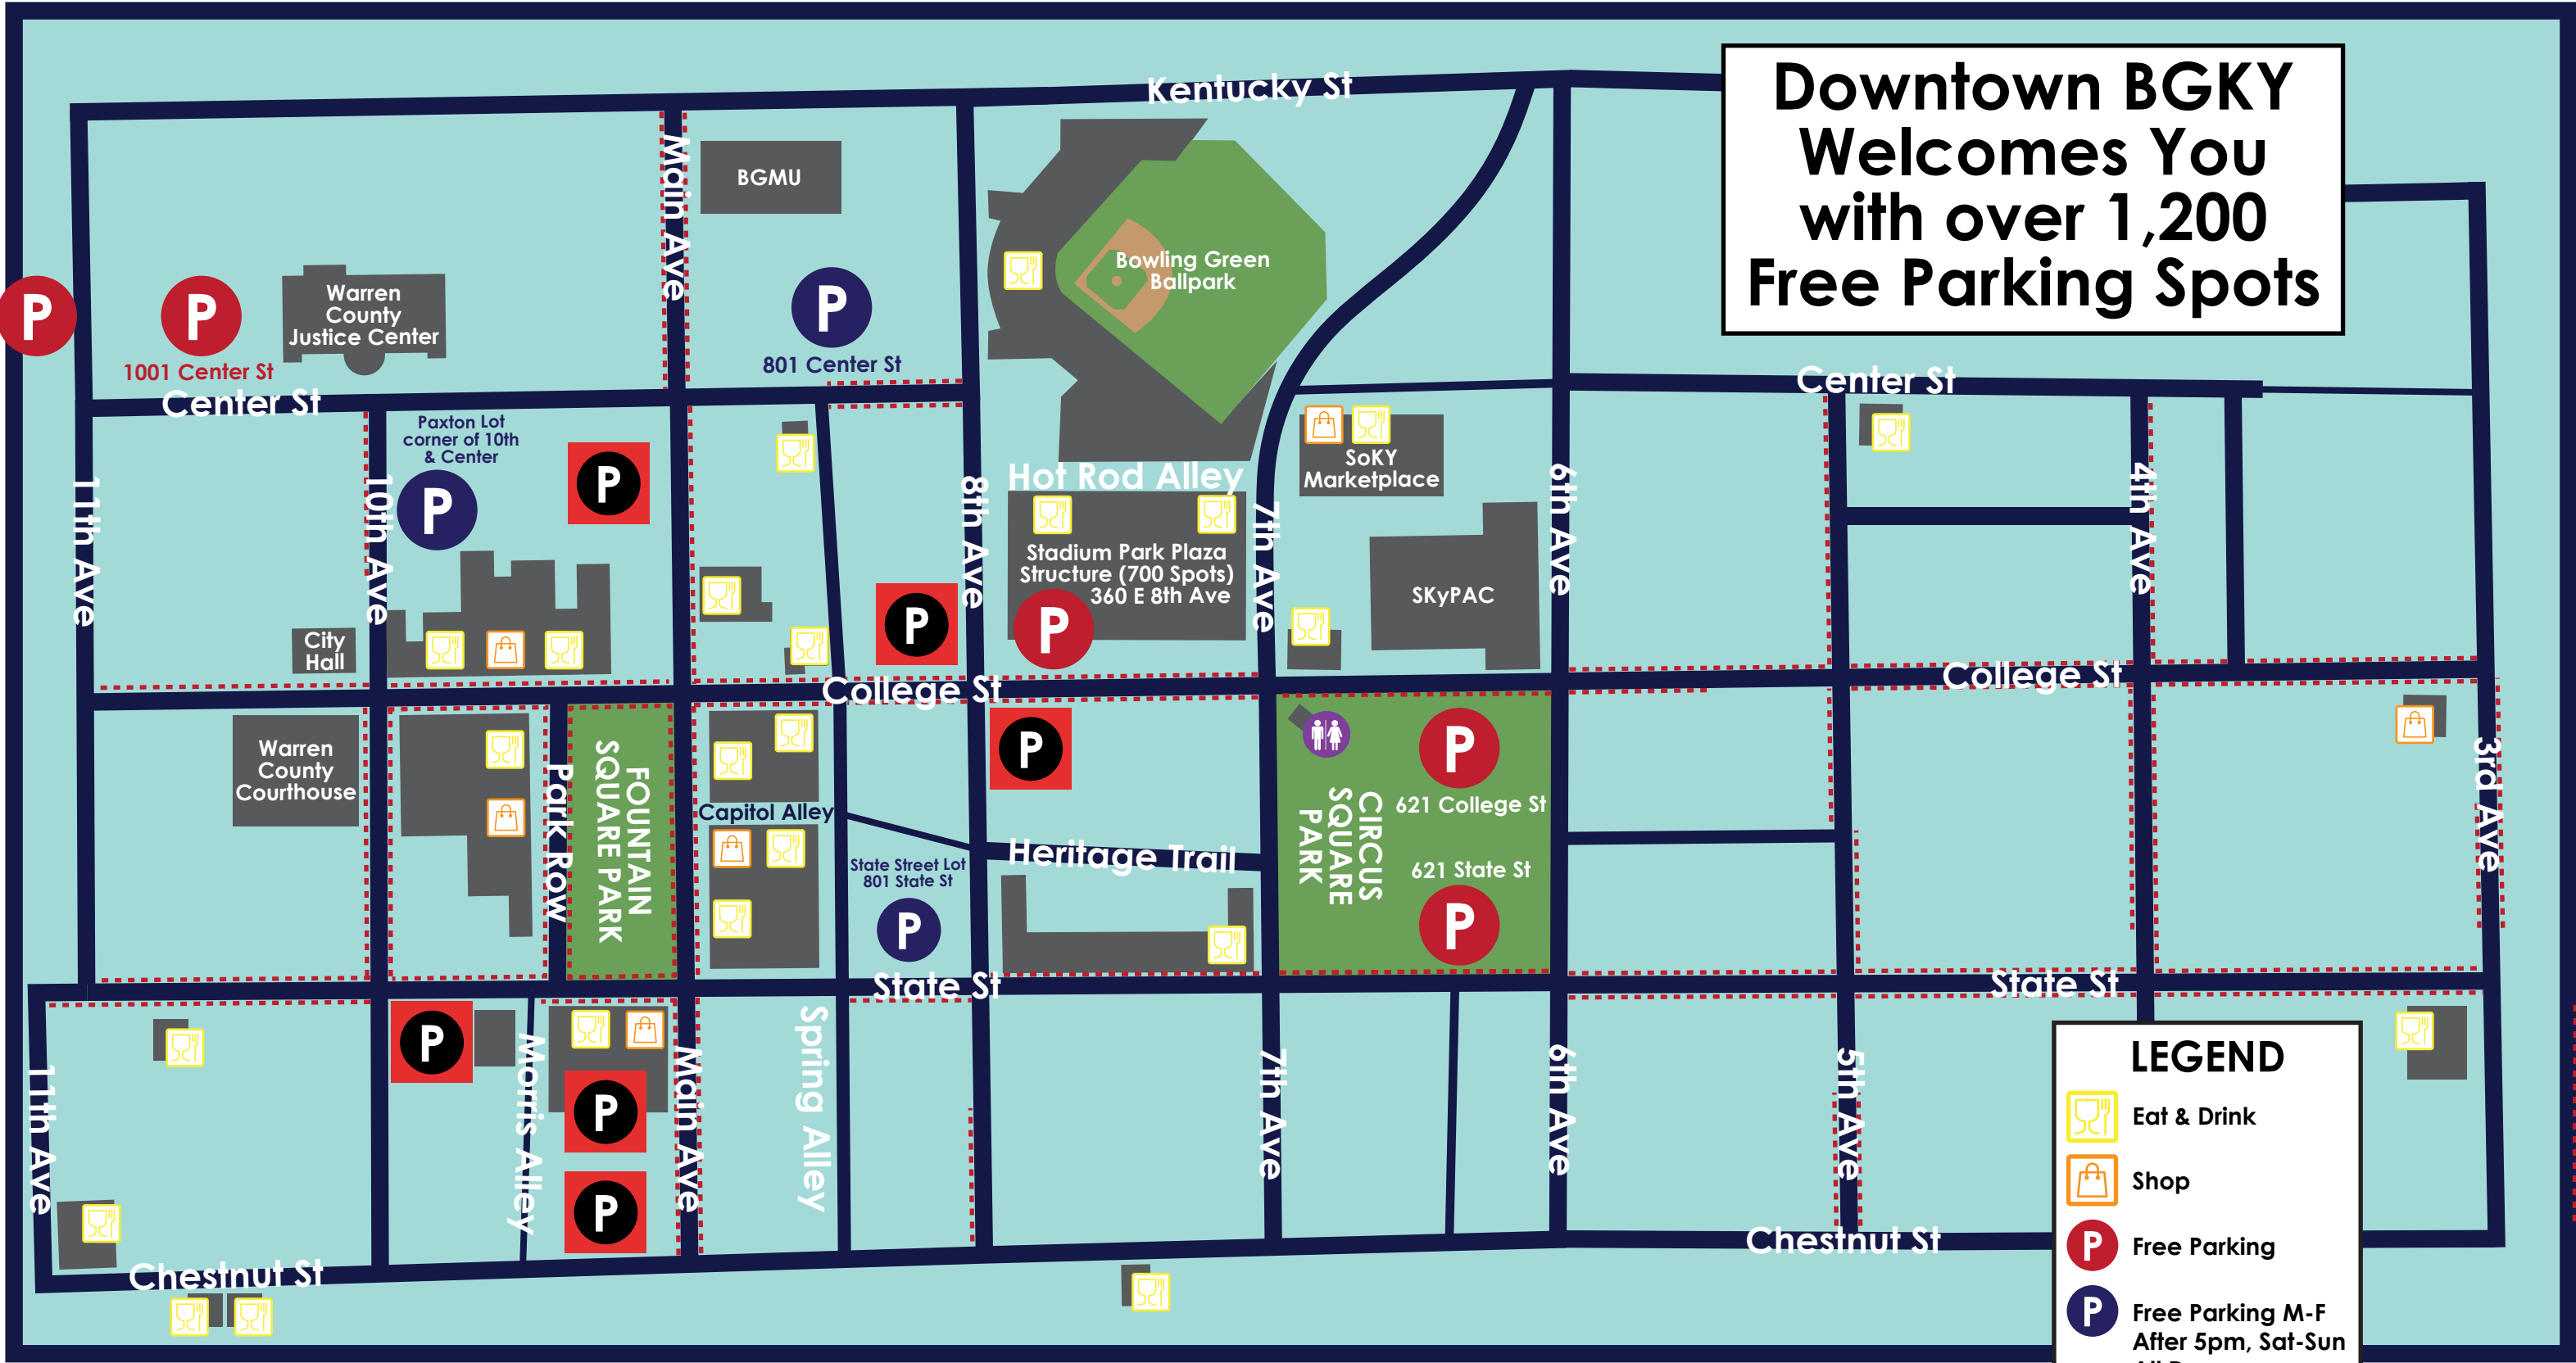 Downtown BGKY
Welcomes You
with over 1,200
Free Parking Spots
Kentucky St
Main Ave
BGMU
Bowling Green
Ballpark
P
P
1001 Center St
Warren
County
Justice Center
P
801 Center St
Center St
Center St
Paxton Lot
corner of 10th
& Center
P
P
11th Ave
10th Ave
8th Ave
Hot Rod Alley
Stadium Park Plaza
Structure (700 Spots)
360 E 8th Ave
P
P
7th Ave
SoKY
Marketplace
SKyPAC
6th Ave
4th Ave
City
Hall
College St
College St
Warren
County
Courthouse
Park Row
FOUNTAIN
SQUARE PARK
Capitol Alley
P
State Street Lot
801 State St
P
Heritage Trail
CIRCUS
SQUARE
PARK
P
621 College St
621 State St
P
3rd Ave
State St
State St
11th Ave
P
Morris Alley
P
P
Main Ave
Spring Alley
7th Ave
6th Ave
5th Ave
Chestnut St
Chestnut St
LEGEND
Eat & Drink
Shop
P Free Parking
P Free Parking M-F
After 5pm, Sat-Sun